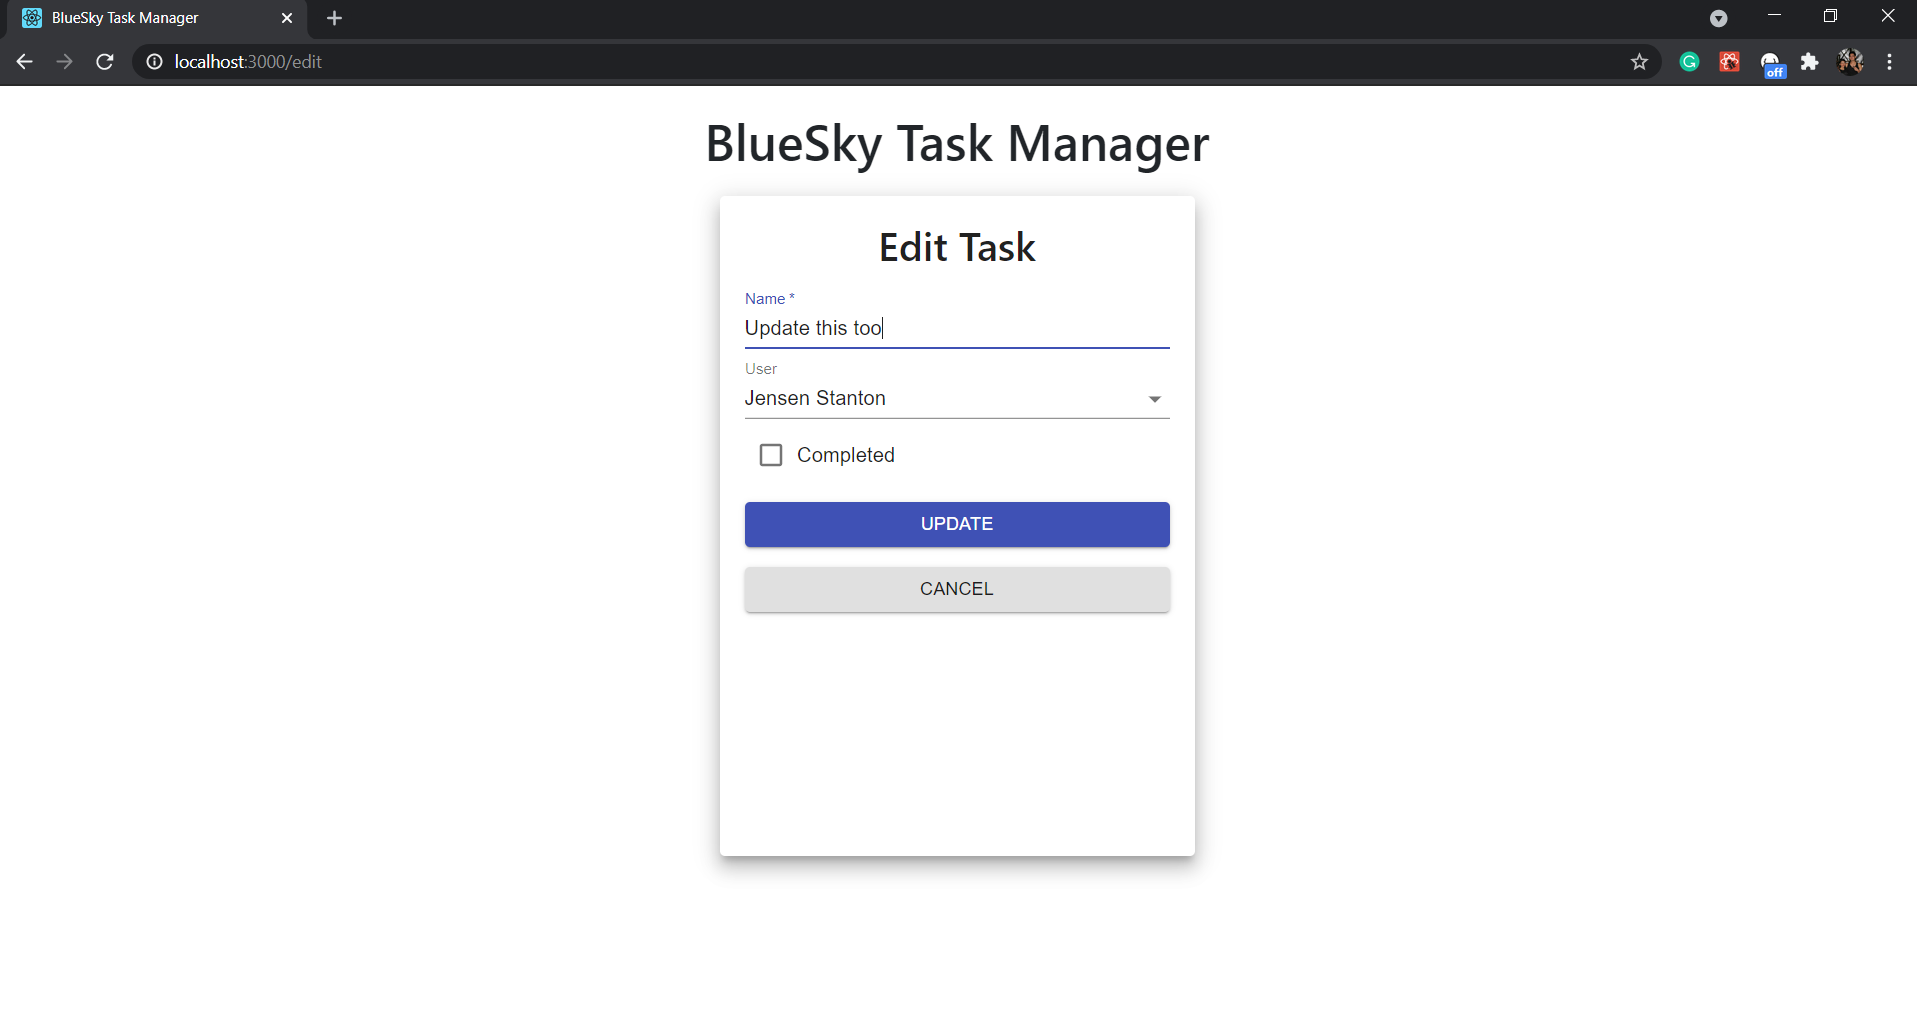 BlueSky Task Manager
localhost:3000/edit
off
BlueSky Task Manager
Edit Task
Name *
Update this too
User
Jensen Stanton
Completed
UPDATE
CANCEL